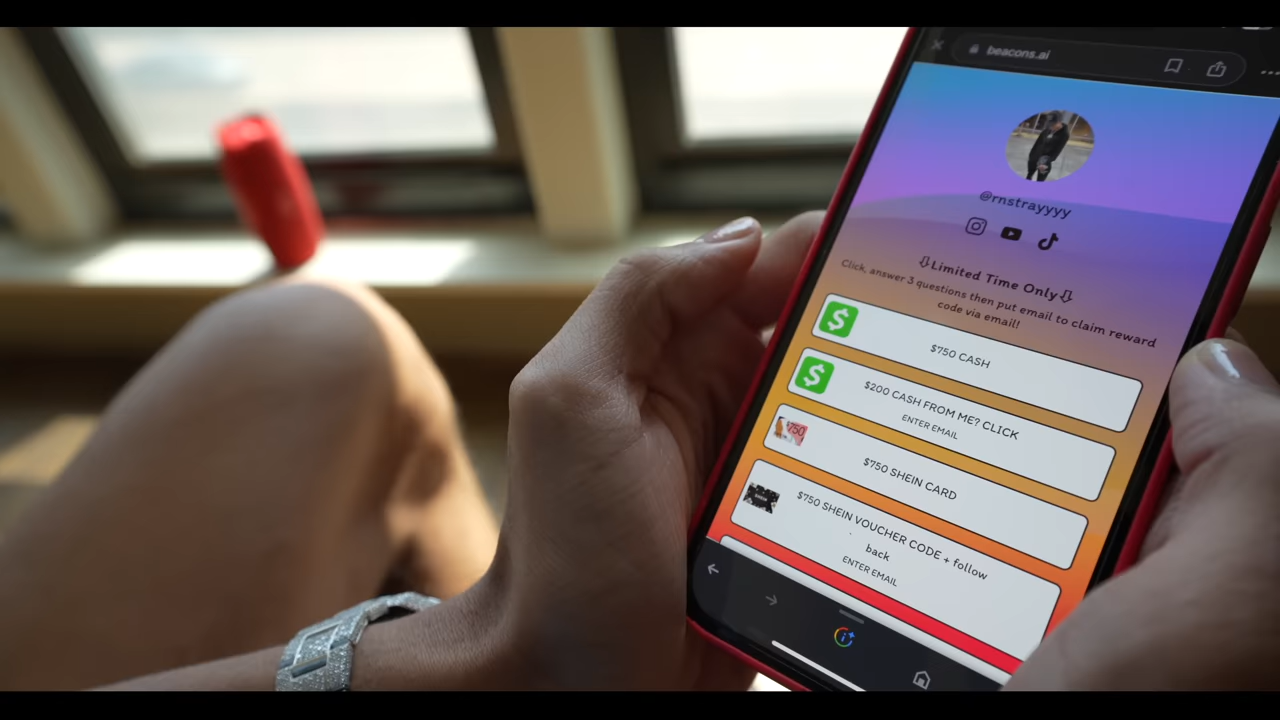 beacons.ai
@rnstrayyyy
⇩Limited Time Only⇩
Click, answer 3 questions then put email to claim reward
code via email!
$750 CASH
$200 CASH FROM ME? CLICK
ENTER EMAIL
$750
$750 SHEIN CARD
$750 SHEIN VOUCHER CODE + follow
back
ENTER EMAIL